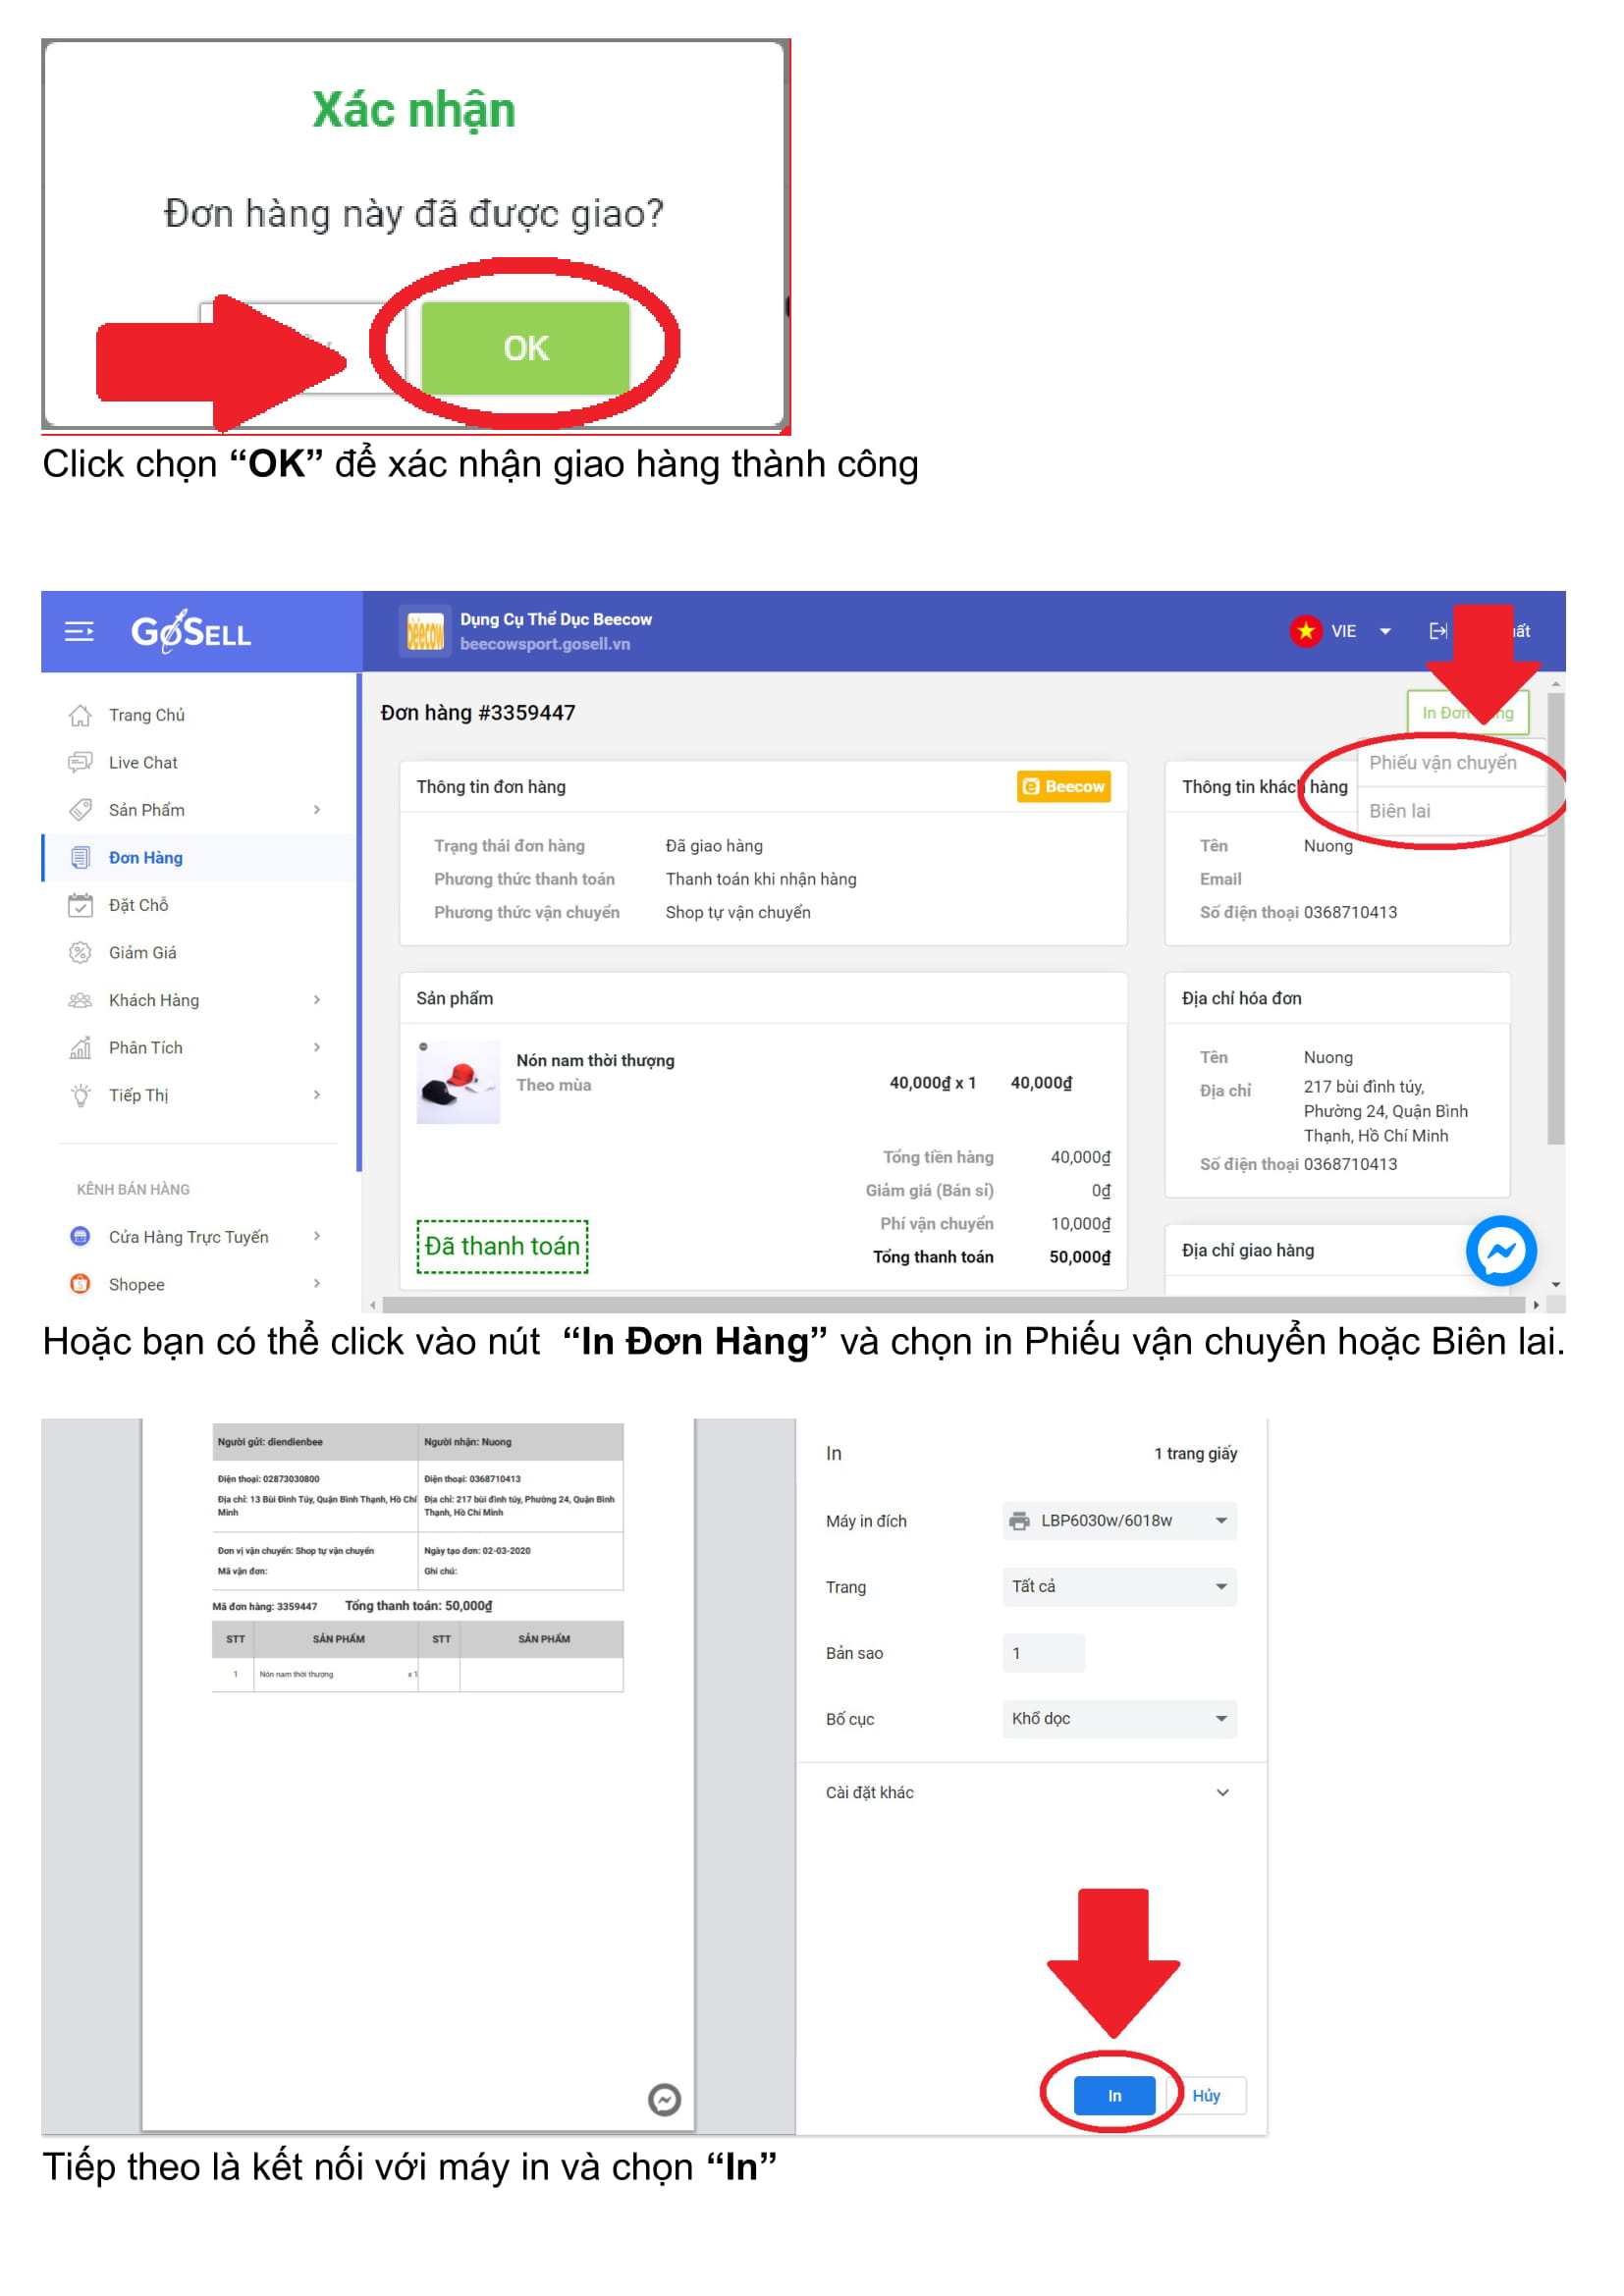 Xác nhận
Đơn hàng này đã được giao?
OK
Click chọn “OK” để xác nhận giao hàng thành công
GoSELL
Dụng Cụ Thể Dục Beecow
beecowsport.gosell.vn
beecow
VIE
Trang Chủ
Live Chat
Sản Phẩm
Đơn Hàng
Đặt Chỗ
Giảm Giá
Khách Hàng
Phân Tích
Tiếp Thị
KÊNH BÁN HÀNG
Cửa Hàng Trực Tuyến
Shopee
Đơn hàng #3359447
Phiếu vận chuyển
Biên lai
Thông tin đơn hàng
Beecow
Trạng thái đơn hàng Đã giao hàng
Phương thức thanh toán Thanh toán khi nhận hàng
Phương thức vận chuyển Shop tự vận chuyển
Thông tin khách hàng
Tên Nuong
Email
Số điện thoại 0368710413
Sản phẩm
Nón nam thời thượng
Theo mùa
40,000₫ x 1 40,000₫
Tổng tiền hàng 40,000₫
Giảm giá (Bán sỉ) 0₫
Phí vận chuyển 10,000₫
Tổng thanh toán 50,000₫
Đã thanh toán
Địa chỉ hóa đơn
Tên Nuong
Địa chỉ 217 bùi đình túy,
Phường 24, Quận Bình
Thạnh, Hồ Chí Minh
Số điện thoại 0368710413
Địa chỉ giao hàng
Hoặc bạn có thể click vào nút “In Đơn Hàng” và chọn in Phiếu vận chuyển hoặc Biên lai.
Người gửi: diendienbee Người nhận: Nuong
Điện thoại: 02873030800 Điện thoại: 0368710413
Địa chỉ: 13 Bùi Đình Túy, Quận Bình Thạnh, Hồ Chí Địa chỉ: 217 bùi đình túy, Phường 24, Quận Bình
Minh Thạnh, Hồ Chí Minh
Đơn vị vận chuyển: Shop tự vận chuyển Ngày tạo đơn: 02-03-2020
Mã vận đơn: Ghi chú:
Mã đơn hàng: 3359447 Tổng thanh toán: 50,000₫
STT SẢN PHẨM STT SẢN PHẨM
1 Nón nam thời thượng x 1
In 1 trang giấy
Máy in đích LBP6030w/6018w
Trang Tất cả
Bản sao 1
Bố cục Khổ dọc
Cài đặt khác
In Hủy
Tiếp theo là kết nối với máy in và chọn “In”